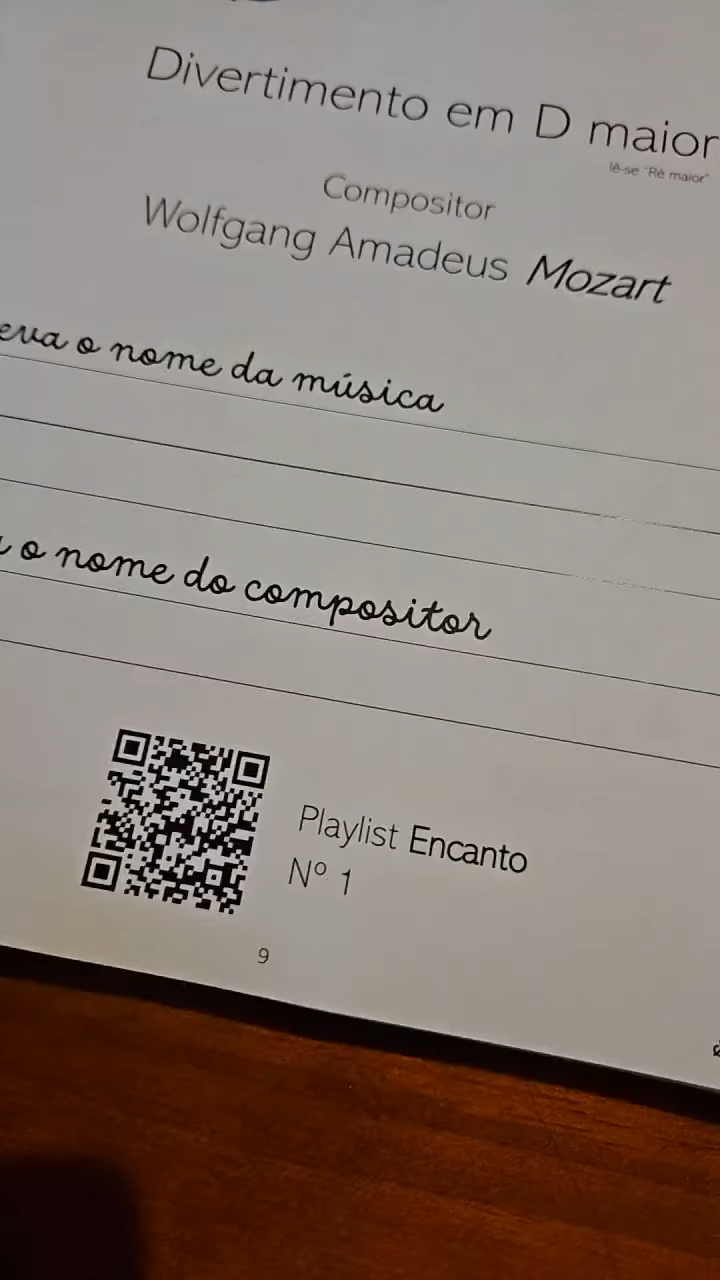 Divertimento em D maior
lê-se "Ré maior"
Compositor
Wolfgang Amadeus Mozart
o nome da música
o nome do compositor
Playlist Encanto
Nº 1
9